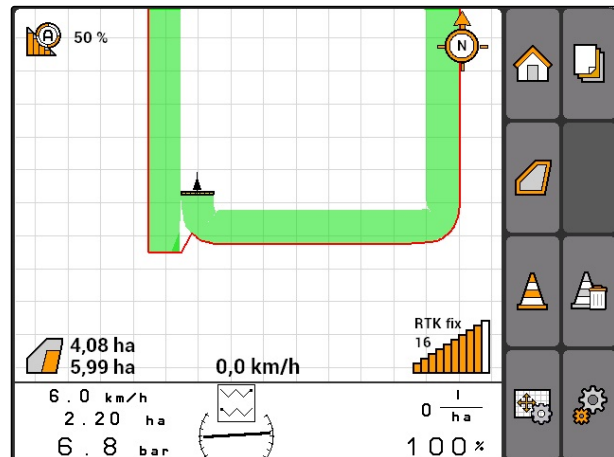 A
50 %
N
RTK fix
16
4,08 ha
5,99 ha
0,0 km/h
6.0 km/h
2.20 ha
6.8 bar
0 l/ha
100%